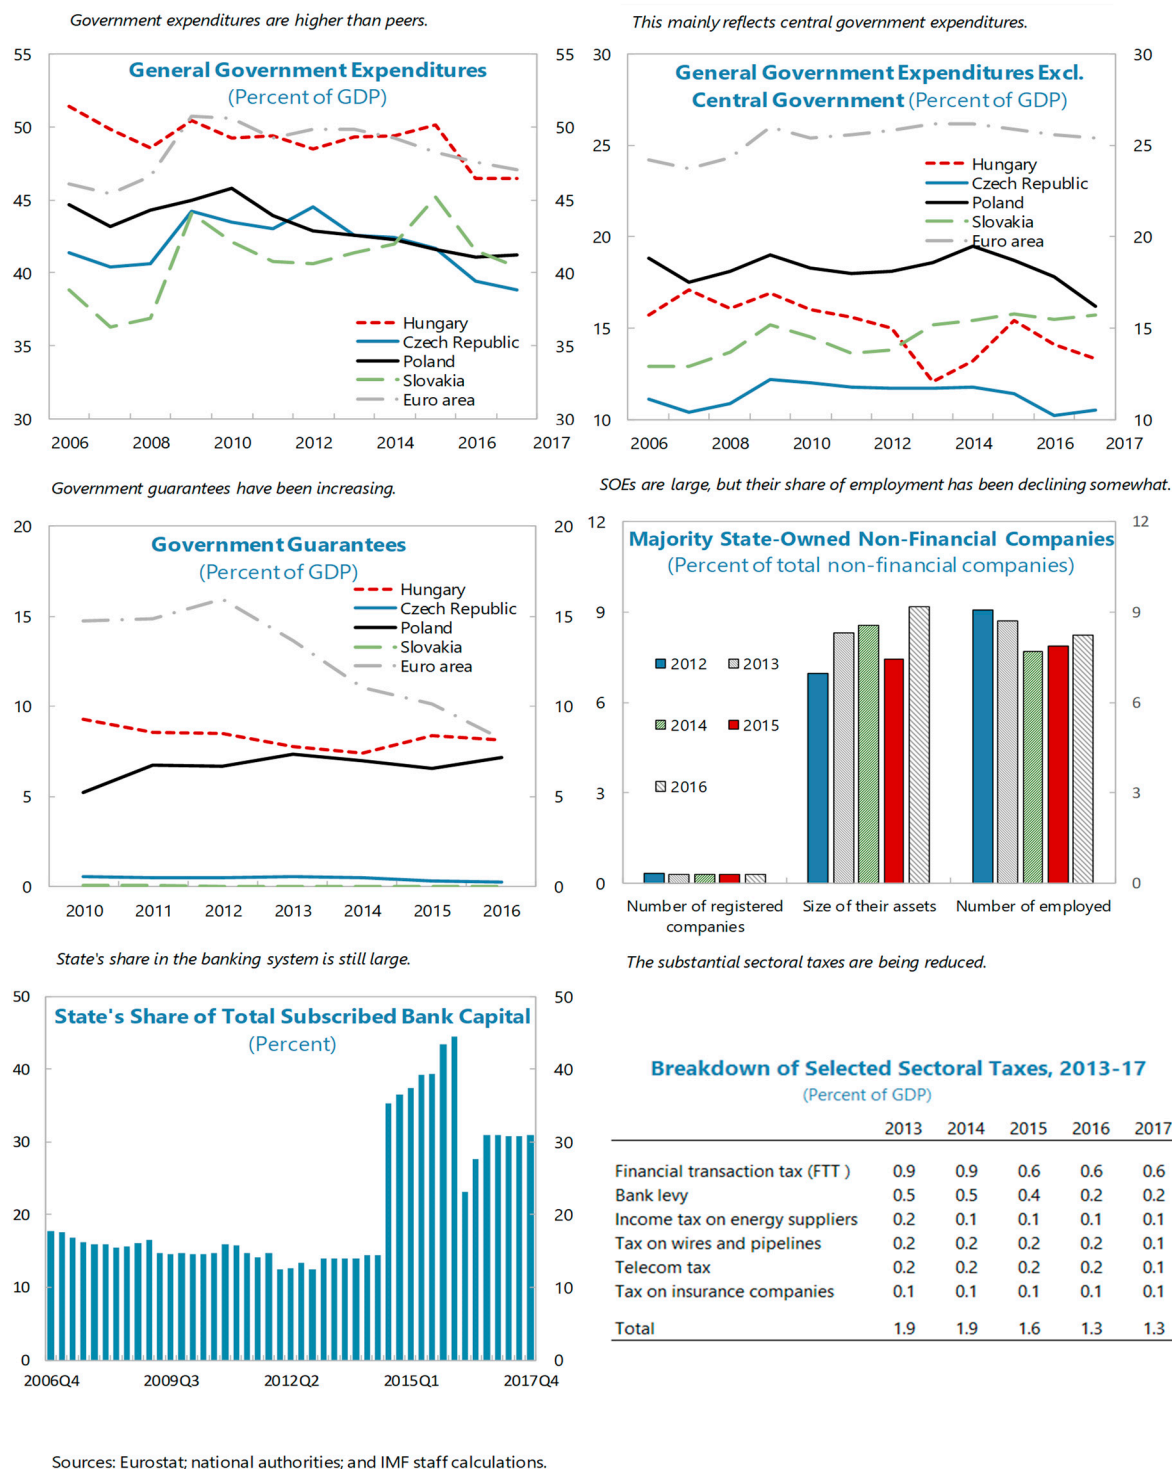 Government expenditures are higher than peers.
55
50
45
40
35
30
General Government Expenditures
(Percent of GDP)
Hungary
Czech Republic
Poland
Slovakia
Euro area
55
50
45
40
35
30
2006 2008 2010 2012 2014 2016 2017
This mainly reflects central government expenditures.
30
25
20
15
10
General Government Expenditures Excl.
Central Government (Percent of GDP)
Hungary
Czech Republic
Poland
Slovakia
Euro area
30
25
20
15
10
2006 2008 2010 2012 2014 2016 2017
Government guarantees have been increasing.
20
15
10
5
0
Government Guarantees
(Percent of GDP)
Hungary
Czech Republic
Poland
Slovakia
Euro area
20
15
10
5
0
2010 2011 2012 2013 2014 2015 2016
SOEs are large, but their share of employment has been declining somewhat.
12
9
6
3
0
Majority State-Owned Non-Financial Companies
(Percent of total non-financial companies)
2012 2013
2014 2015
2016
12
9
6
3
0
Number of registered Size of their assets Number of employed
companies
State's share in the banking system is still large.
50
40
30
20
10
0
State's Share of Total Subscribed Bank Capital
(Percent)
50
40
30
20
10
0
2006Q4 2009Q3 2012Q2 2015Q1 2017Q4
The substantial sectoral taxes are being reduced.
Breakdown of Selected Sectoral Taxes, 2013-17
(Percent of GDP)
2013 2014 2015 2016 2017
Financial transaction tax (FTT ) 0.9 0.9 0.6 0.6 0.6
Bank levy 0.5 0.5 0.4 0.2 0.2
Income tax on energy suppliers 0.2 0.1 0.1 0.1 0.1
Tax on wires and pipelines 0.2 0.2 0.2 0.2 0.1
Telecom tax 0.2 0.2 0.2 0.2 0.1
Tax on insurance companies 0.1 0.1 0.1 0.1 0.1
Total 1.9 1.9 1.6 1.3 1.3
Sources: Eurostat; national authorities; and IMF staff calculations.